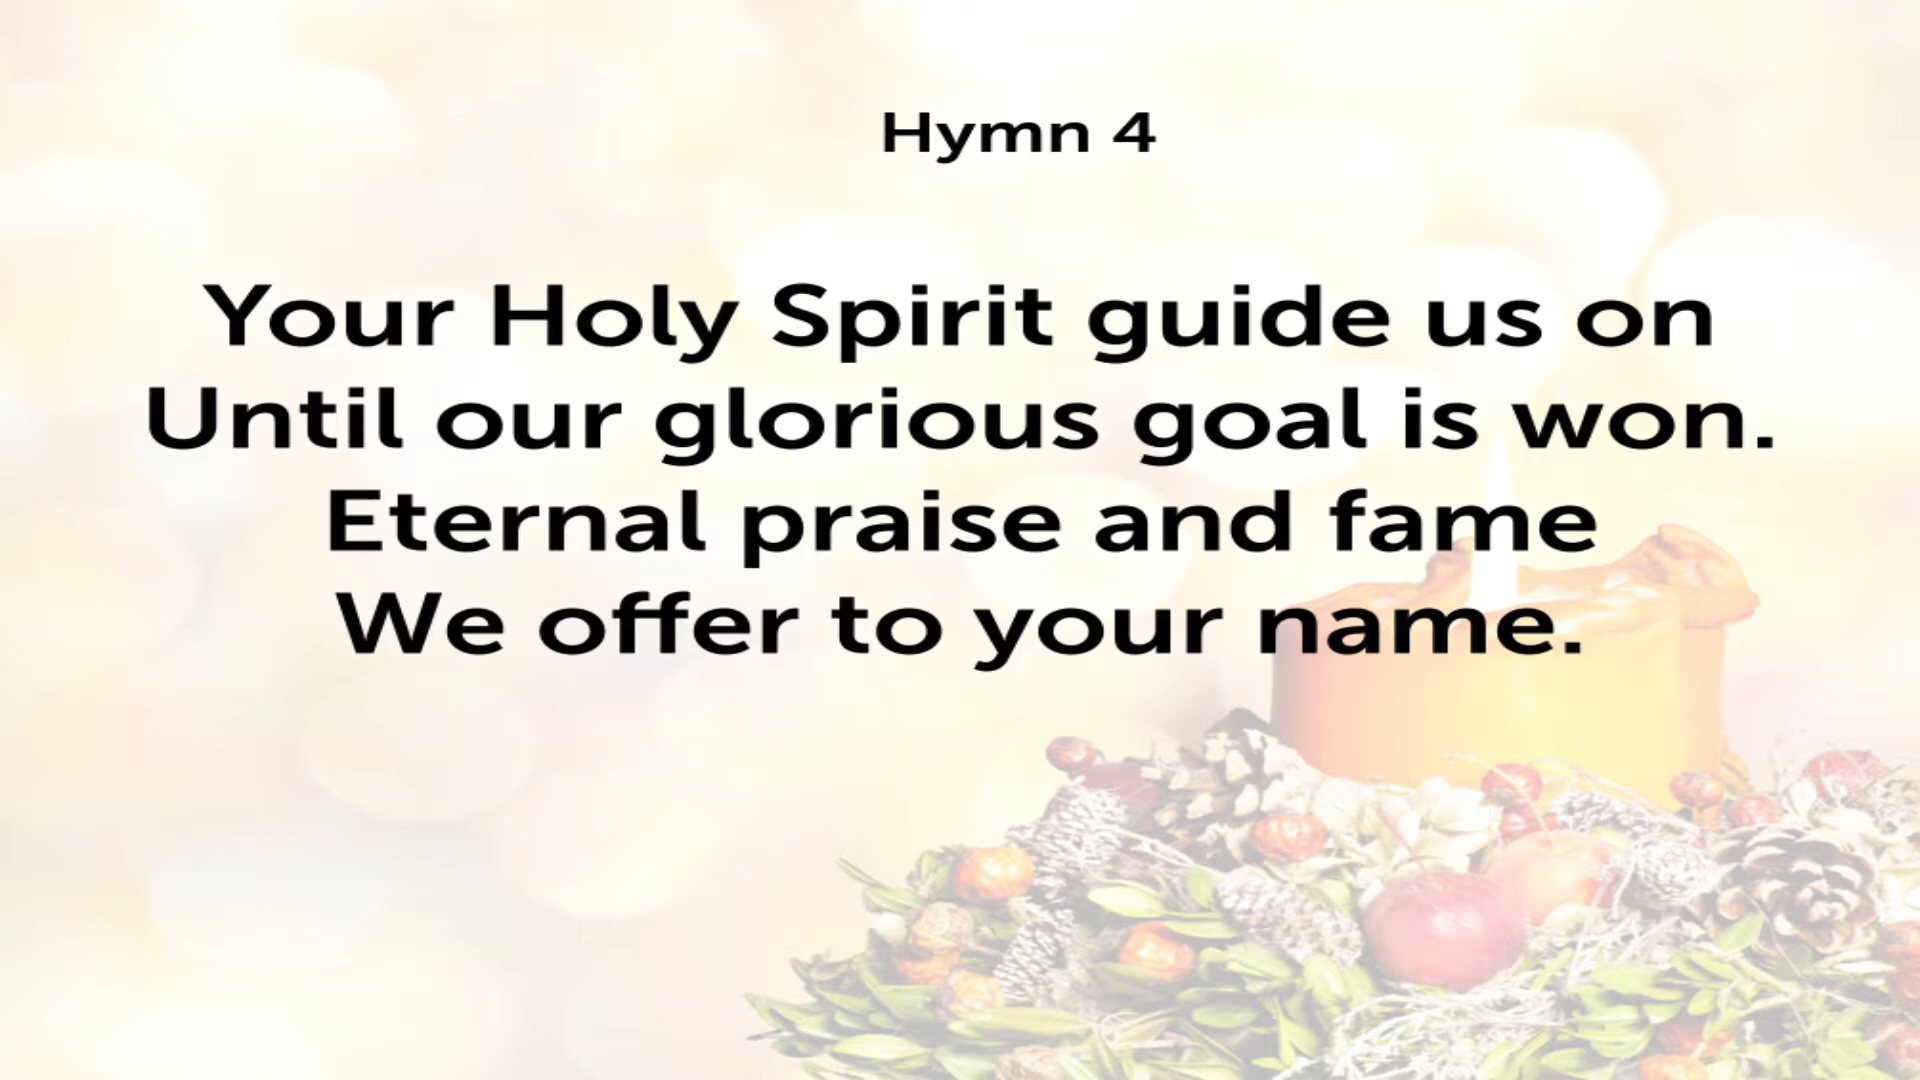 Hymn 4
Your Holy Spirit guide us on
Until our glorious goal is won.
Eternal praise and fame
We offer to your name.